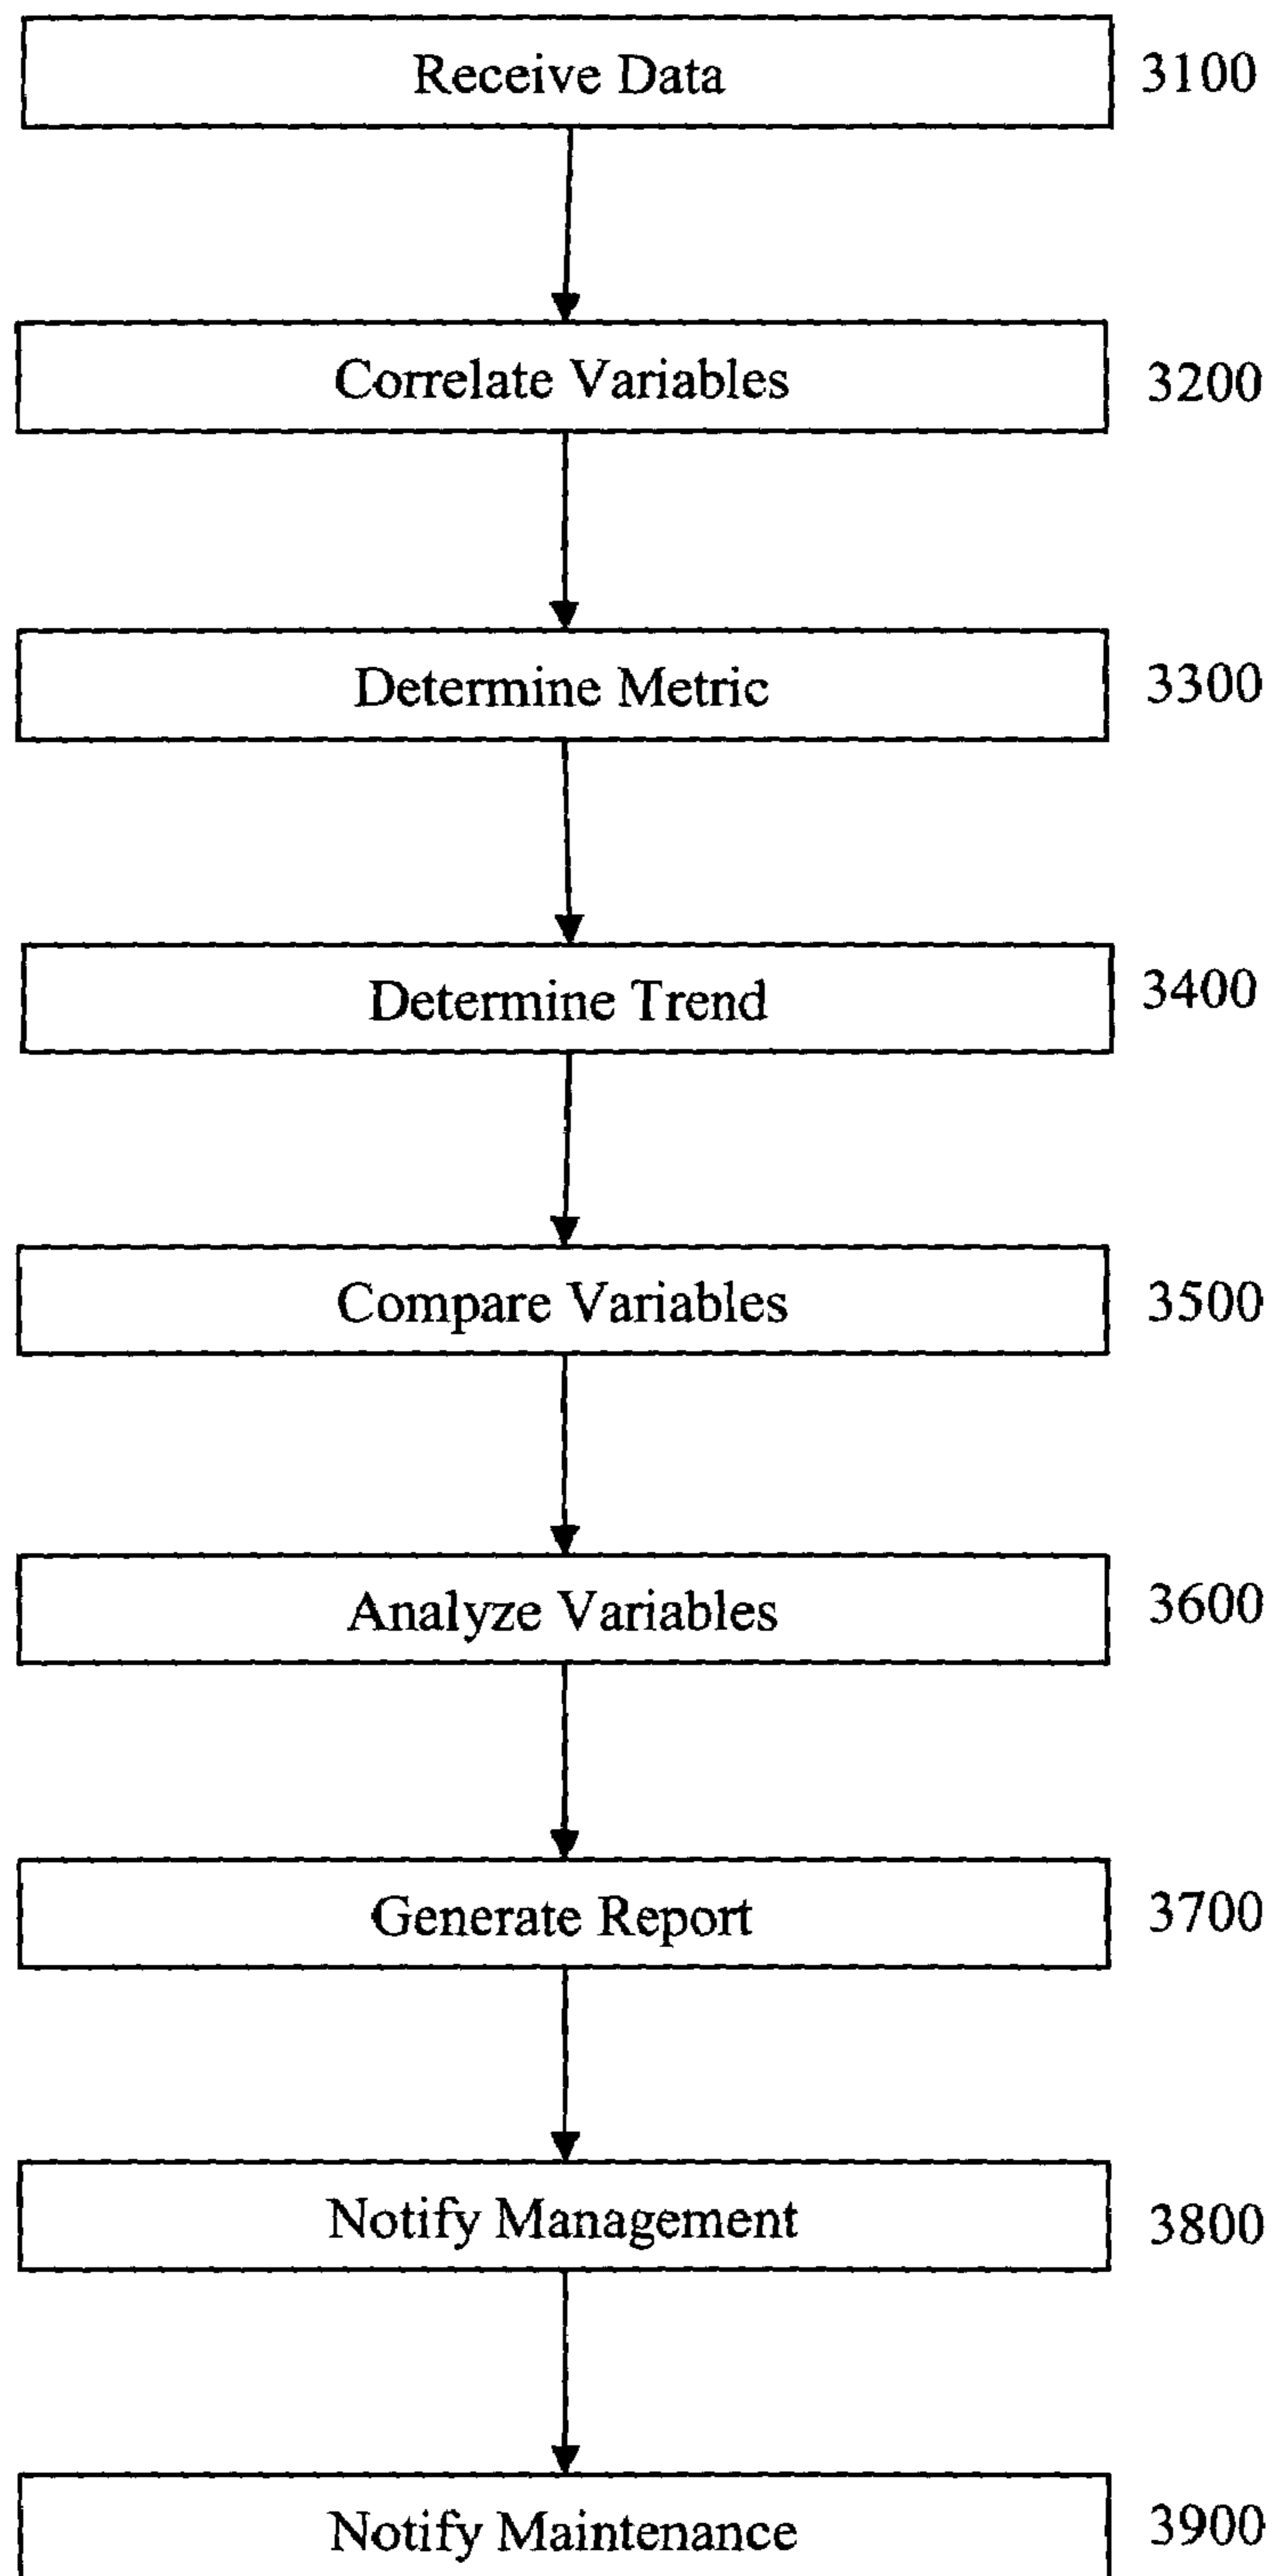 Receive Data 3100
Correlate Variables 3200
Determine Metric 3300
Determine Trend 3400
Compare Variables 3500
Analyze Variables 3600
Generate Report 3700
Notify Management 3800
Notify Maintenance 3900